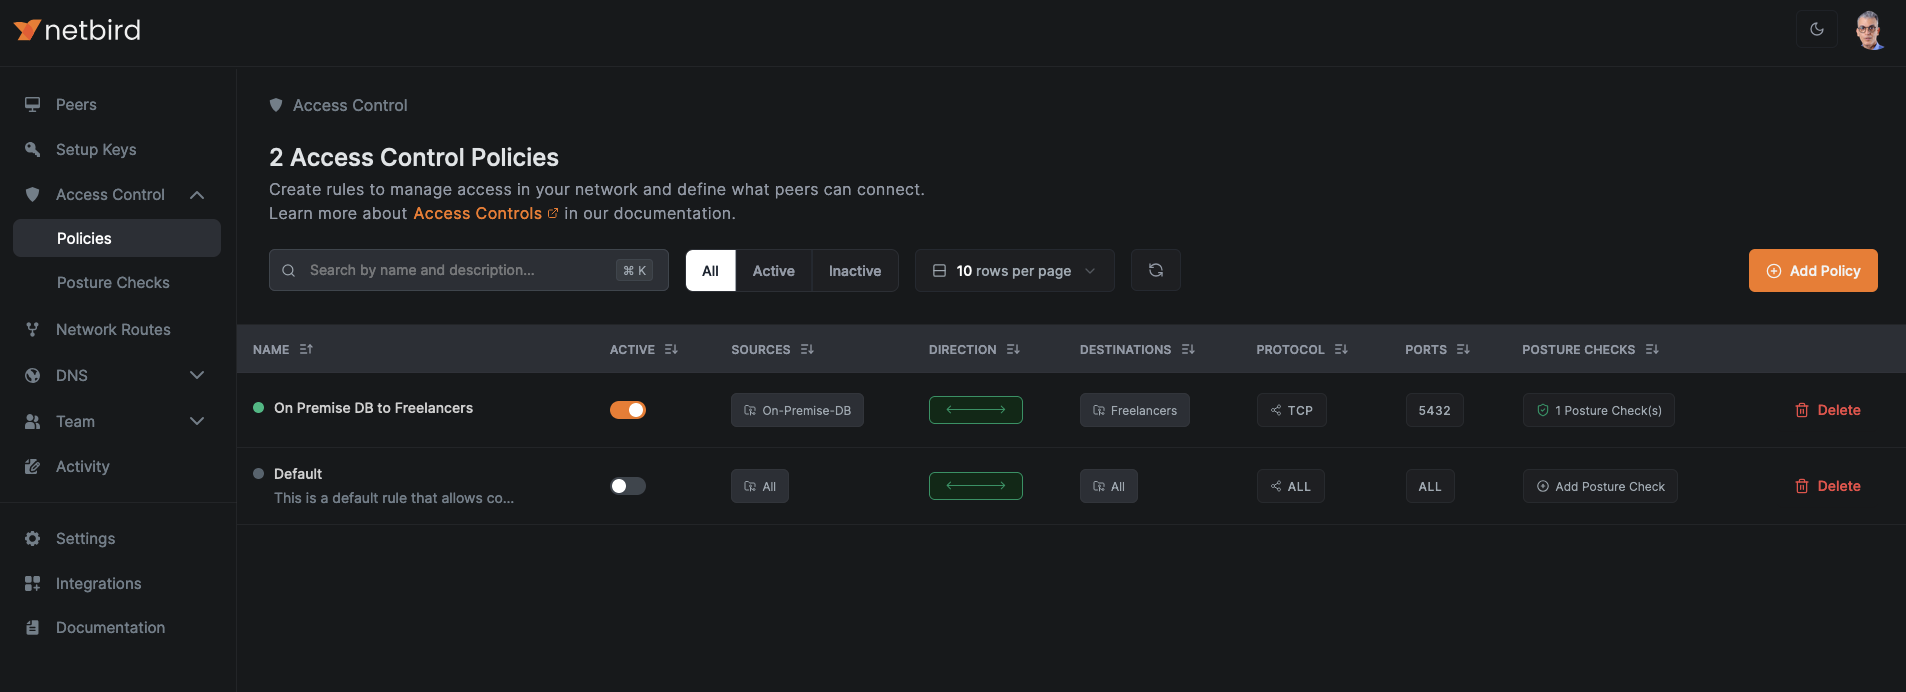 netbird
Peers
Setup Keys
Access Control
Policies
Posture Checks
Network Routes
DNS
Team
Activity
Settings
Integrations
Documentation
Access Control
2 Access Control Policies
Create rules to manage access in your network and define what peers can connect.
Learn more about Access Controls in our documentation.
Search by name and description... ⌘ K All Active Inactive 10 rows per page Add Policy
NAME ACTIVE SOURCES DIRECTION DESTINATIONS PROTOCOL PORTS POSTURE CHECKS
On Premise DB to Freelancers On-Premise-DB Freelancers TCP 5432 1 Posture Check(s) Delete
Default All All ALL ALL Add Posture Check Delete
This is a default rule that allows co...